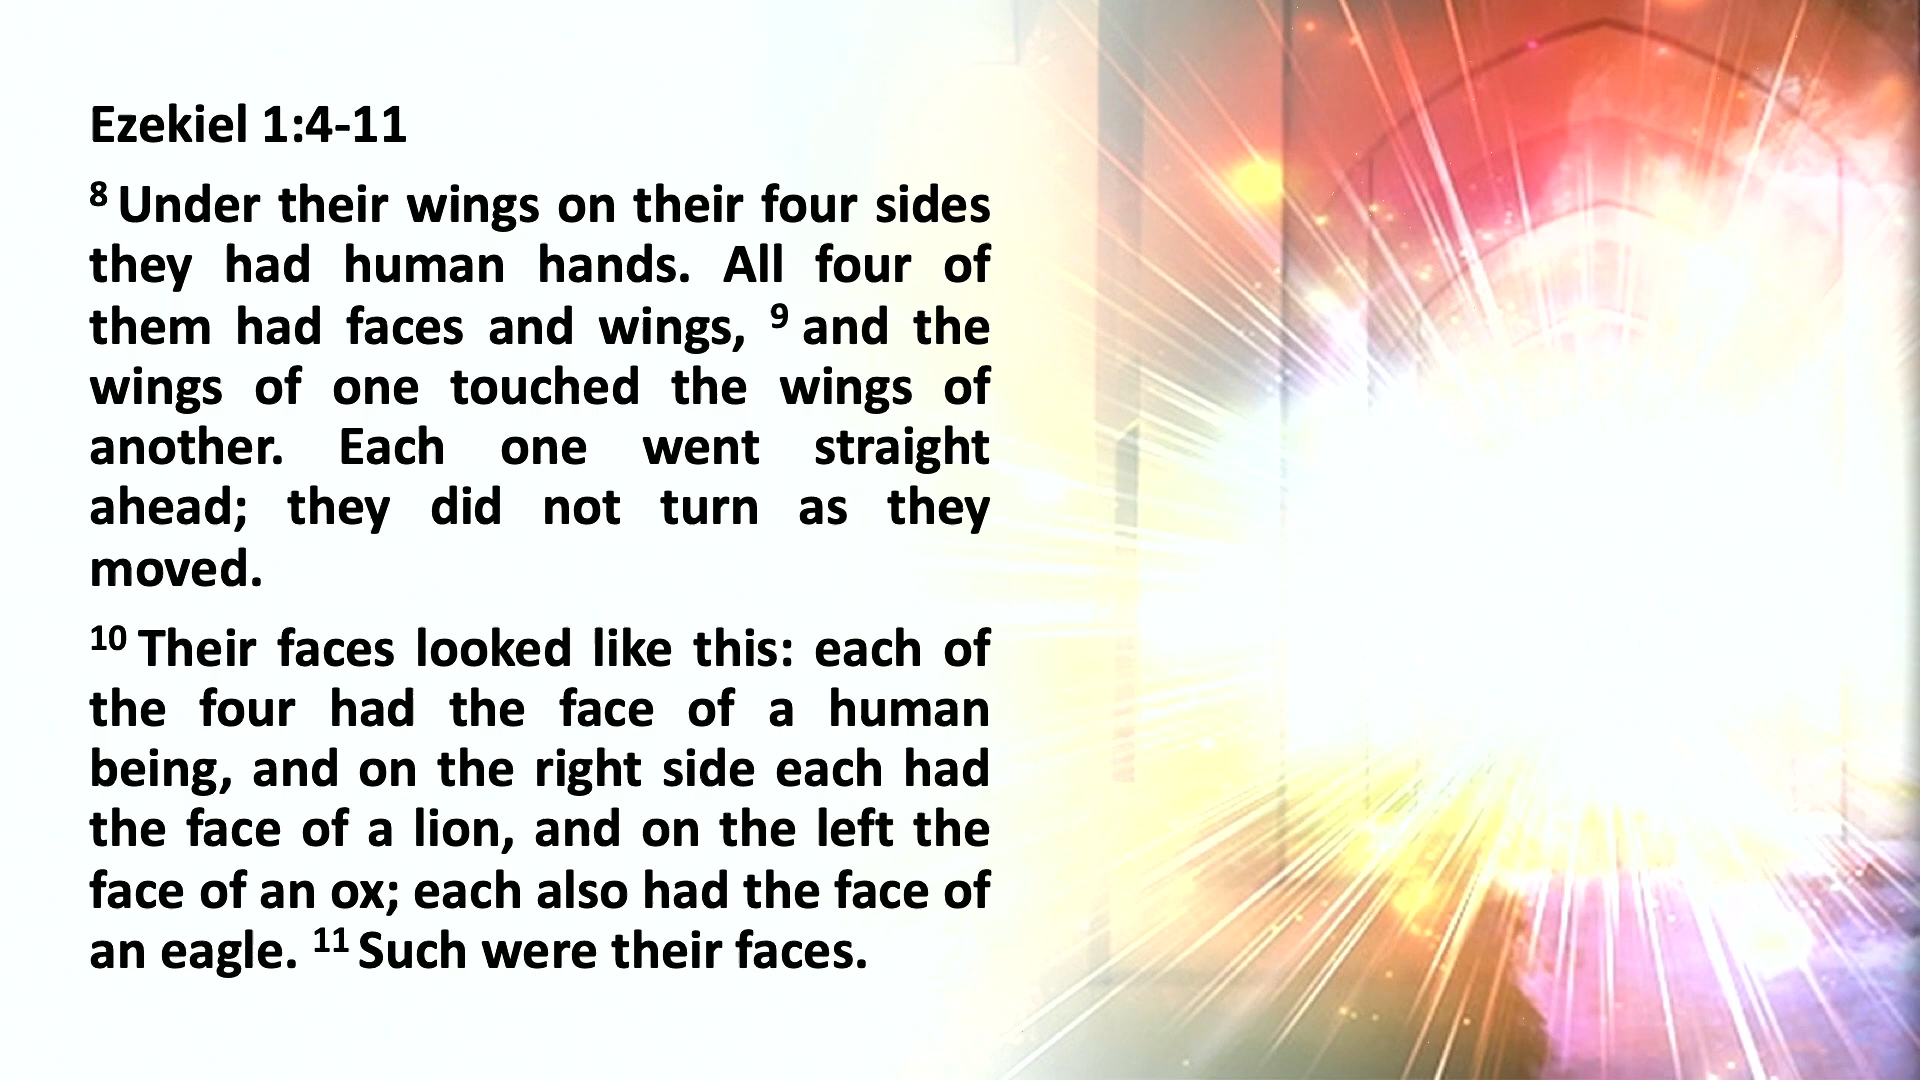 Ezekiel 1:4-11
8 Under their wings on their four sides
they had human hands. All four of
them had faces and wings, 9 and the
wings of one touched the wings of
another. Each one went straight
ahead; they did not turn as they
moved.
10 Their faces looked like this: each of
the four had the face of a human
being, and on the right side each had
the face of a lion, and on the left the
face of an ox; each also had the face of
an eagle. 11 Such were their faces.